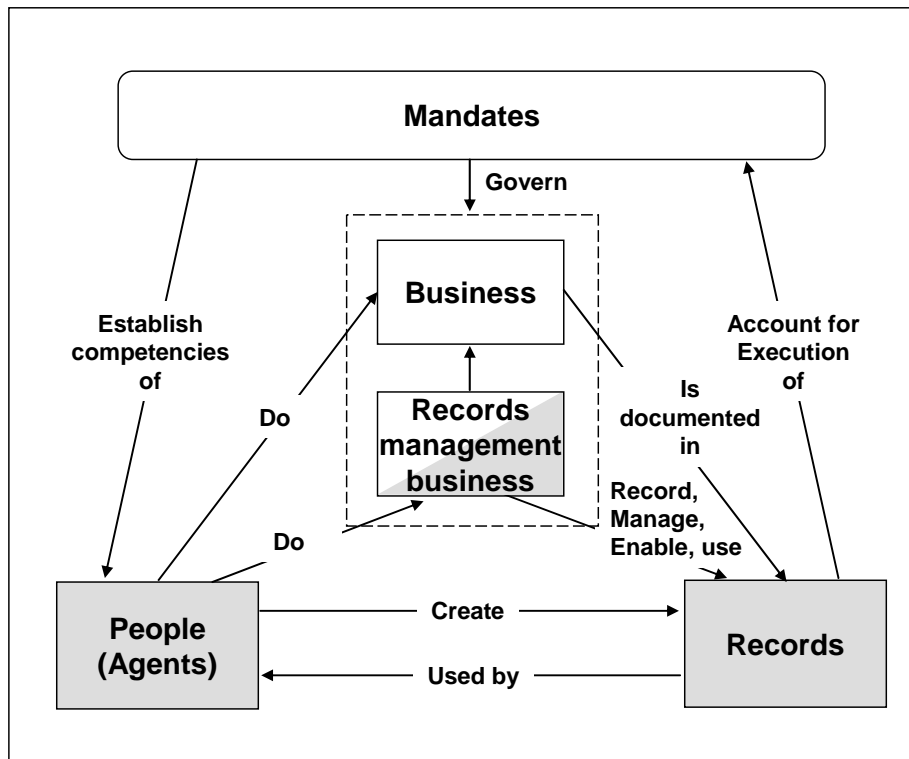 Mandates
Govern
Business
Establish
competencies
of
Account for
Execution
of
Do
Is
documented
in
Records
management
business
Record,
Manage,
Enable, use
Do
People
(Agents)
Create
Used by
Records